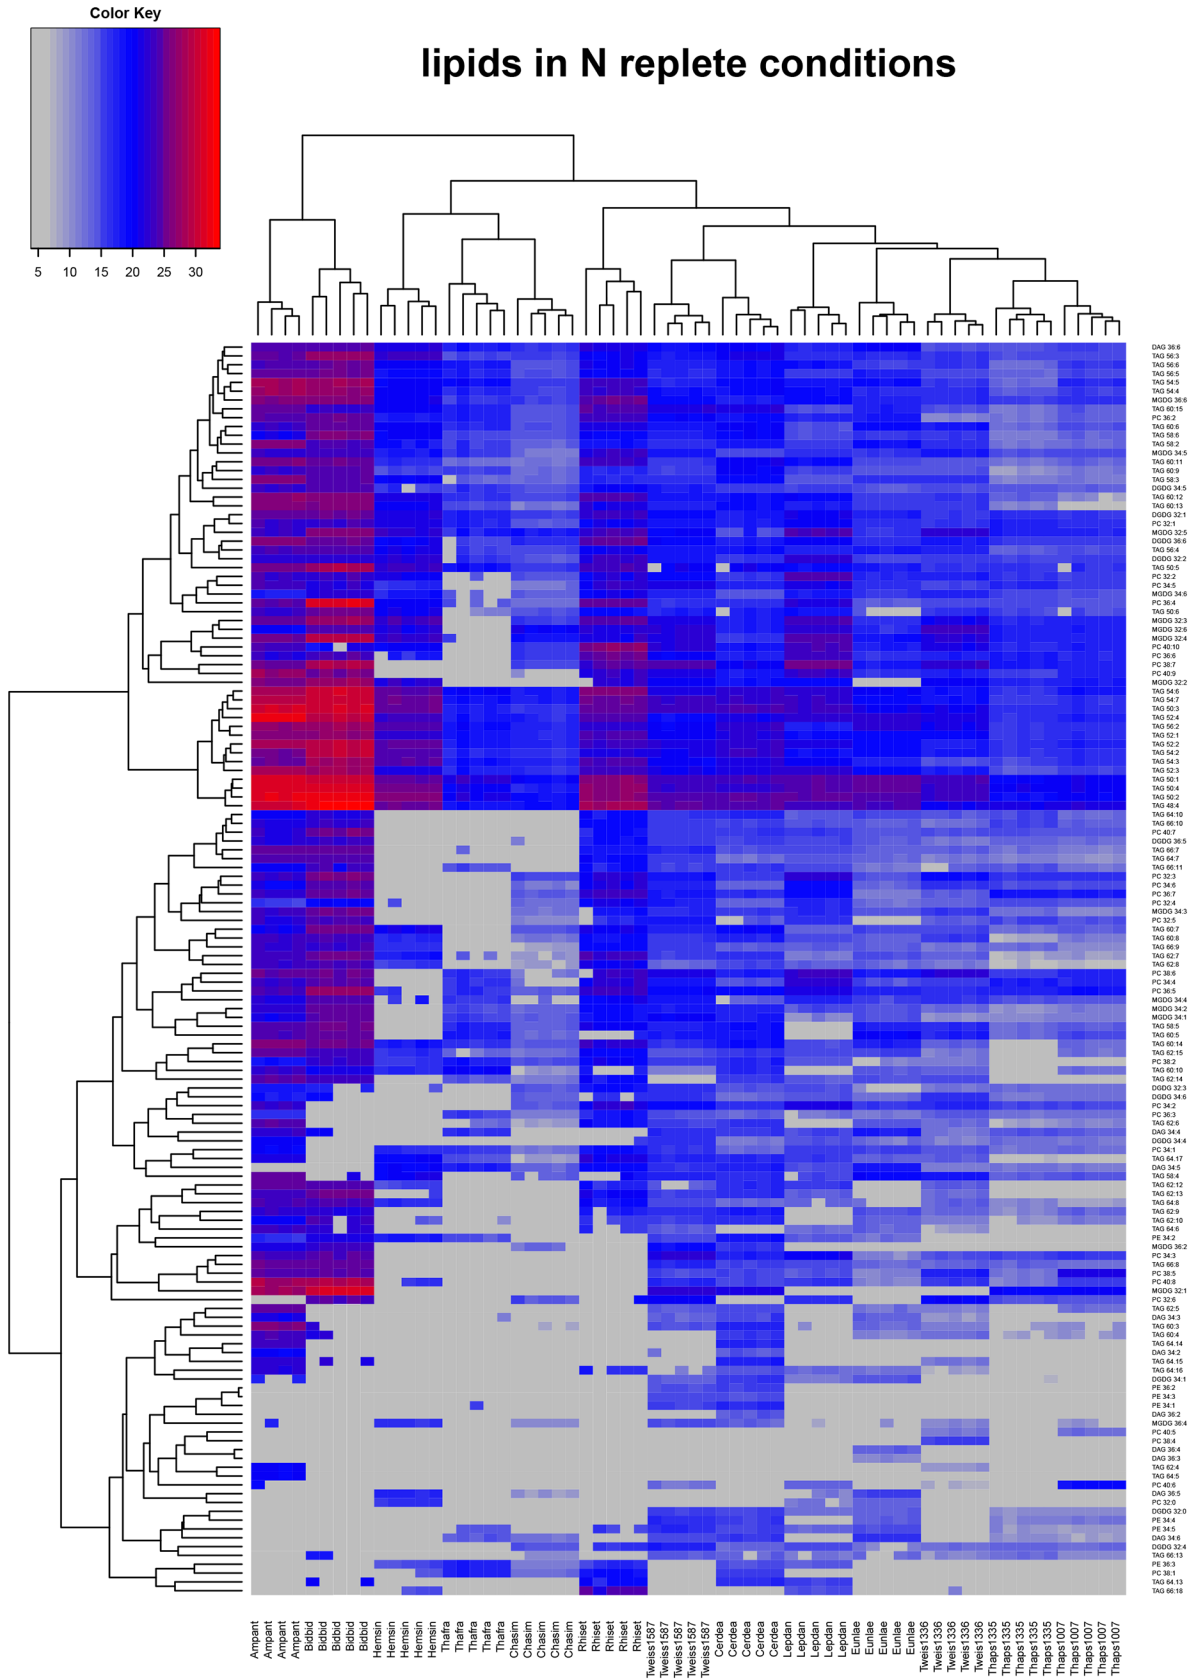 Color Key
5 10 15 20 25 30
lipids in N replete conditions
DAG 36:6
TAG 56:3
TAG 56:6
TAG 56:5
TAG 54:5
TAG 54:4
MGDG 36:6
TAG 60:15
PC 36:2
TAG 60:6
TAG 58:6
TAG 58:2
MGDG 34:5
TAG 60:11
TAG 60:9
TAG 58:3
DGDG 34:5
TAG 60:12
TAG 60:13
DGDG 32:1
PC 32:1
MGDG 32:5
DGDG 36:6
TAG 56:4
DGDG 32:2
TAG 50:5
PC 32:2
PC 34:5
MGDG 34:6
PC 36:4
TAG 50:6
MGDG 32:3
MGDG 32:6
MGDG 32:4
PC 40:10
PC 36:6
PC 38:7
PC 40:9
MGDG 32:2
TAG 54:6
TAG 54:7
TAG 50:3
TAG 52:4
TAG 56:2
TAG 52:1
TAG 52:2
TAG 54:2
TAG 54:3
TAG 52:3
TAG 50:1
TAG 50:4
TAG 50:2
TAG 48:4
TAG 64:10
TAG 66:10
PC 40:7
DGDG 36:5
TAG 66:7
TAG 64:7
TAG 66:11
PC 32:3
PC 34:6
PC 36:7
PC 32:4
MGDG 34:3
PC 32:5
TAG 60:7
TAG 60:8
TAG 66:9
TAG 62:7
TAG 62:8
PC 38:6
PC 34:4
PC 36:5
MGDG 34:4
MGDG 34:2
MGDG 34:1
TAG 58:5
TAG 60:5
TAG 60:14
TAG 62:15
PC 38:2
TAG 60:10
TAG 62:14
DGDG 32:3
DGDG 34:6
PC 34:2
PC 36:3
TAG 62:6
DAG 34:4
DGDG 34:4
PC 34:1
TAG 64:17
DAG 34:5
TAG 58:4
TAG 62:12
TAG 62:13
TAG 64:8
TAG 62:9
TAG 62:10
TAG 64:6
PE 34:2
MGDG 36:2
PC 34:3
TAG 66:8
PC 38:5
PC 40:8
MGDG 32:1
PC 32:6
TAG 62:5
DAG 34:3
TAG 60:3
TAG 60:4
TAG 64:14
DAG 34:2
TAG 64:15
TAG 64:16
DGDG 34:1
PE 36:2
PE 34:3
PE 34:1
DAG 36:2
MGDG 36:4
PC 40:5
PC 38:4
DAG 36:4
DAG 36:3
TAG 62:4
TAG 64:5
PC 40:6
DAG 36:5
PC 32:0
DGDG 32:0
PE 34:4
PE 34:5
DAG 34:6
DGDG 32:4
TAG 66:13
PE 36:3
PC 38:1
TAG 64:13
TAG 66:18
Ampant
Ampant
Ampant
Ampant
Bidbid
Bidbid
Bidbid
Bidbid
Bidbid
Hemsin
Hemsin
Hemsin
Hemsin
Hemsin
Thafra
Thafra
Thafra
Thafra
Thafra
Chasim
Chasim
Chasim
Chasim
Chasim
Rhiset
Rhiset
Rhiset
Rhiset
Rhiset
Tweiss1587
Tweiss1587
Tweiss1587
Tweiss1587
Tweiss1587
Cerdea
Cerdea
Cerdea
Cerdea
Cerdea
Lepdan
Lepdan
Lepdan
Lepdan
Lepdan
Eunlae
Eunlae
Eunlae
Eunlae
Eunlae
Tweis1336
Tweis1336
Tweis1336
Tweis1336
Tweis1336
Thaps1335
Thaps1335
Thaps1335
Thaps1335
Thaps1335
Thaps1007
Thaps1007
Thaps1007
Thaps1007
Thaps1007